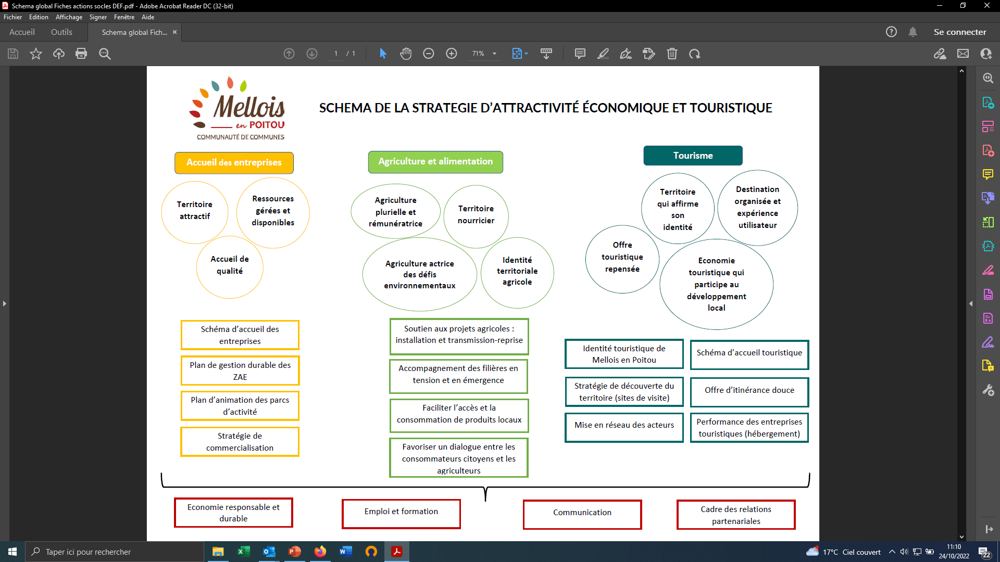 Schema global Fiches actions socles DEF.pdf - Adobe Acrobat Reader DC (32-bit)
Fichier Edition Affichage Signer Fenêtre Aide
Accueil Outils Schema global Fich... × Se connecter
1 / 1 71%
Mellois
en POITOU
COMMUNAUTÉ DE COMMUNES
SCHEMA DE LA STRATEGIE D’ATTRACTIVITÉ ÉCONOMIQUE ET TOURISTIQUE
Accueil des entreprises
Territoire
attractif
Ressources
gérées et
disponibles
Accueil de
qualité
Schéma d’accueil des
entreprises
Plan de gestion durable des
ZAE
Plan d’animation des parcs
d’activité
Stratégie de
commercialisation
Agriculture et alimentation
Agriculture
plurielle et
rémunératrice
Territoire
nourricier
Agriculture actrice
des défis
environnementaux
Identité
territoriale
agricole
Soutien aux projets agricoles :
installation et transmission-reprise
Accompagnement des filières en
tension et en émergence
Faciliter l’accès et la
consommation de produits locaux
Favoriser un dialogue entre les
consommateurs citoyens et les
agriculteurs
Tourisme
Territoire
qui affirme
son
identité
Destination
organisée et
expérience
utilisateur
Offre
touristique
repensée
Economie
touristique qui
participe au
développement
local
Identité touristique de
Mellois en Poitou
Schéma d’accueil touristique
Stratégie de découverte du
territoire (sites de visite)
Offre d’itinérance douce
Mise en réseau des acteurs
Performance des entreprises
touristiques (hébergement)
Economie responsable et
durable
Emploi et formation
Communication
Cadre des relations
partenariales
Taper ici pour rechercher
17°C Ciel couvert
11:10
24/10/2022
22